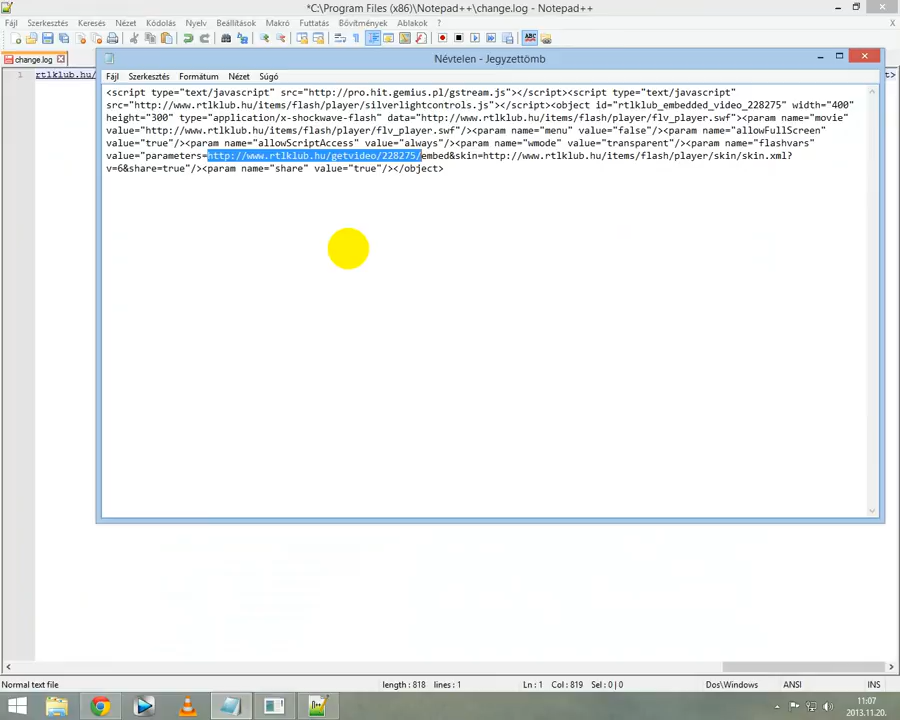 *C:\Program Files (x86)\Notepad++\change.log - Notepad++
Fájl Szerkesztés Keresés Nézet Kódolás Nyelv Beállítások Makró Futtatás Bővítmények Ablakok ? X
change.log
1 rtlklub.hu/ t>
Névtelen - Jegyzettömb
Fájl Szerkesztés Formátum Nézet Súgó
<script type="text/javascript" src="http://pro.hit.gemius.pl/gstream.js"></script><script type="text/javascript"
src="http://www.rtlklub.hu/items/flash/player/silverlightcontrols.js"></script><object id="rtlklub_embedded_video_228275" width="400"
height="300" type="application/x-shockwave-flash" data="http://www.rtlklub.hu/items/flash/player/flv_player.swf"><param name="movie"
value="http://www.rtlklub.hu/items/flash/player/flv_player.swf"/><param name="menu" value="false"/><param name="allowFullScreen"
value="true"/><param name="allowScriptAccess" value="always"/><param name="wmode" value="transparent"/><param name="flashvars"
value="parameters=http://www.rtlklub.hu/getvideo/228275/embed&skin=http://www.rtlklub.hu/items/flash/player/skin/skin.xml?
v=6&share=true"/><param name="share" value="true"/></object>
Normal text file length : 818 lines : 1 Ln : 1 Col : 819 Sel : 0 | 0 Dos\Windows ANSI INS
11:07
2013.11.20.